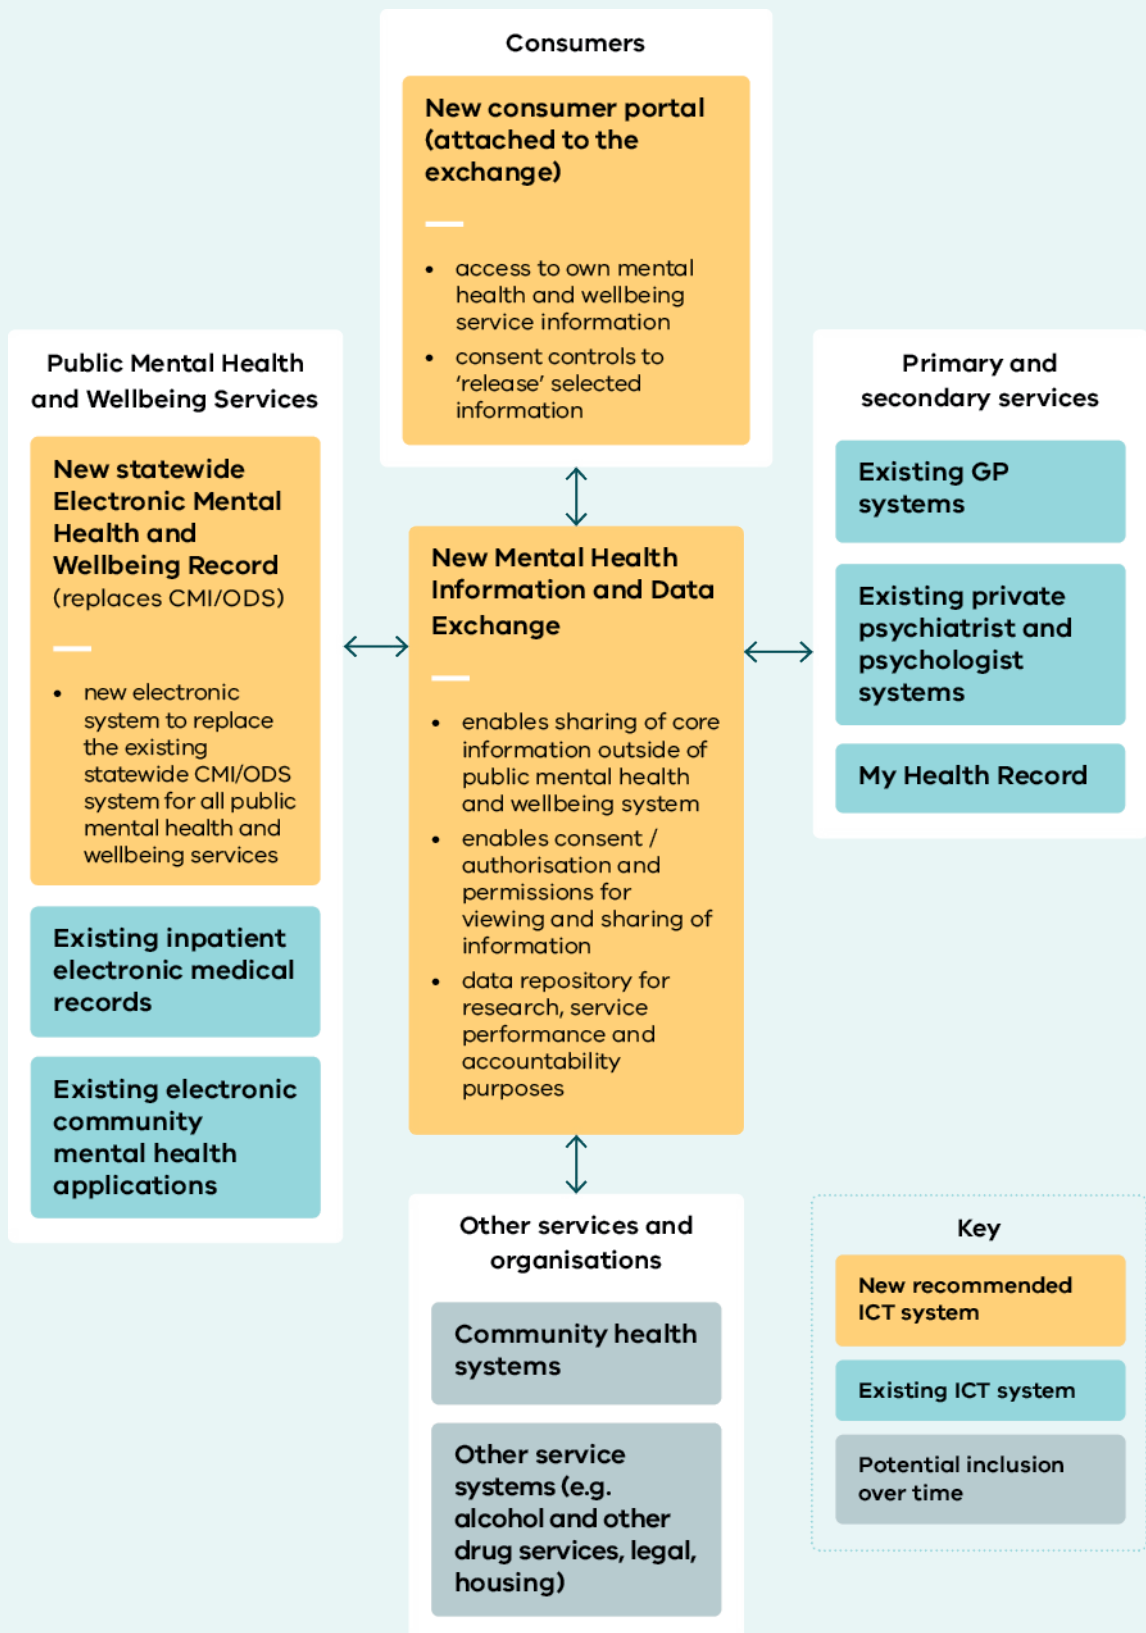 Consumers
New consumer portal
(attached to the
exchange)
• access to own mental
health and wellbeing
service information
• consent controls to
‘release’ selected
information
Public Mental Health
and Wellbeing Services
New statewide
Electronic Mental
Health and
Wellbeing Record
(replaces CMI/ODS)
• new electronic
system to replace
the existing
statewide CMI/ODS
system for all public
mental health and
wellbeing services
Existing inpatient
electronic medical
records
Existing electronic
community
mental health
applications
New Mental Health
Information and Data
Exchange
• enables sharing of core
information outside of
public mental health
and wellbeing system
• enables consent /
authorisation and
permissions for
viewing and sharing of
information
• data repository for
research, service
performance and
accountability
purposes
Primary and
secondary services
Existing GP
systems
Existing private
psychiatrist and
psychologist
systems
My Health Record
Other services and
organisations
Community health
systems
Other service
systems (e.g.
alcohol and other
drug services, legal,
housing)
Key
New recommended
ICT system
Existing ICT system
Potential inclusion
over time